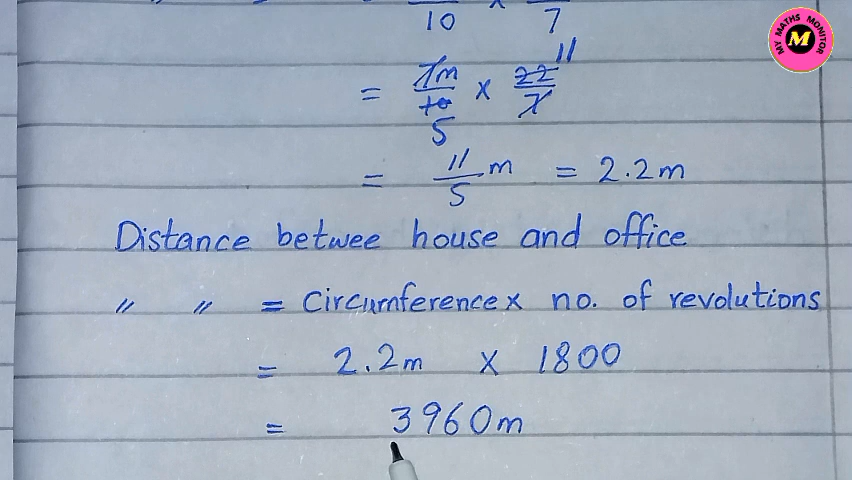 10 × 7
= 7m/10 5 × 22/7 11
= 11/5 m = 2.2m
Distance betwee house and office
〃 〃 = Circumference × no. of revolutions
= 2.2m × 1800
= 3960m
MY MATHS MONITOR
M